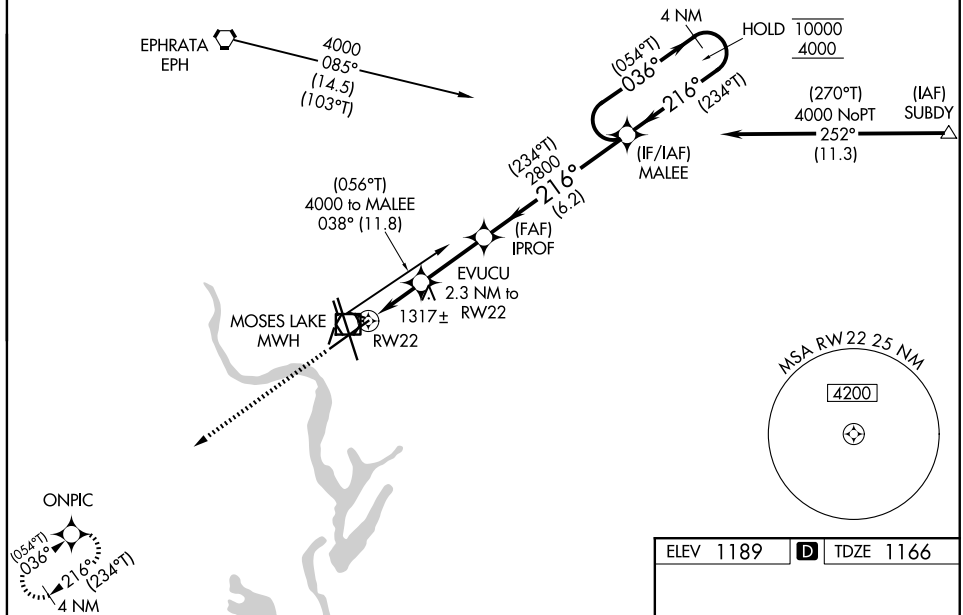 EPHRATA
EPH
4000
085°
(14.5)
(103°T)
4 NM
HOLD
10000
4000
(054°T)
036°
216°
(234°T)
(270°T)
4000 NoPT
252°
(11.3)
(IAF)
SUBDY
(IF/IAF)
MALEE
(234°T)
2800
216°
(6.2)
(056°T)
4000 to MALEE
038° (11.8)
(FAF)
IPROF
EVUCU
2.3 NM to
RW22
1317±
MOSES LAKE
MWH
RW22
MSA RW 22 25 NM
4200
ONPIC
(054°T)
036°
216°
(234°T)
4 NM
ELEV 1189
D
TDZE 1166